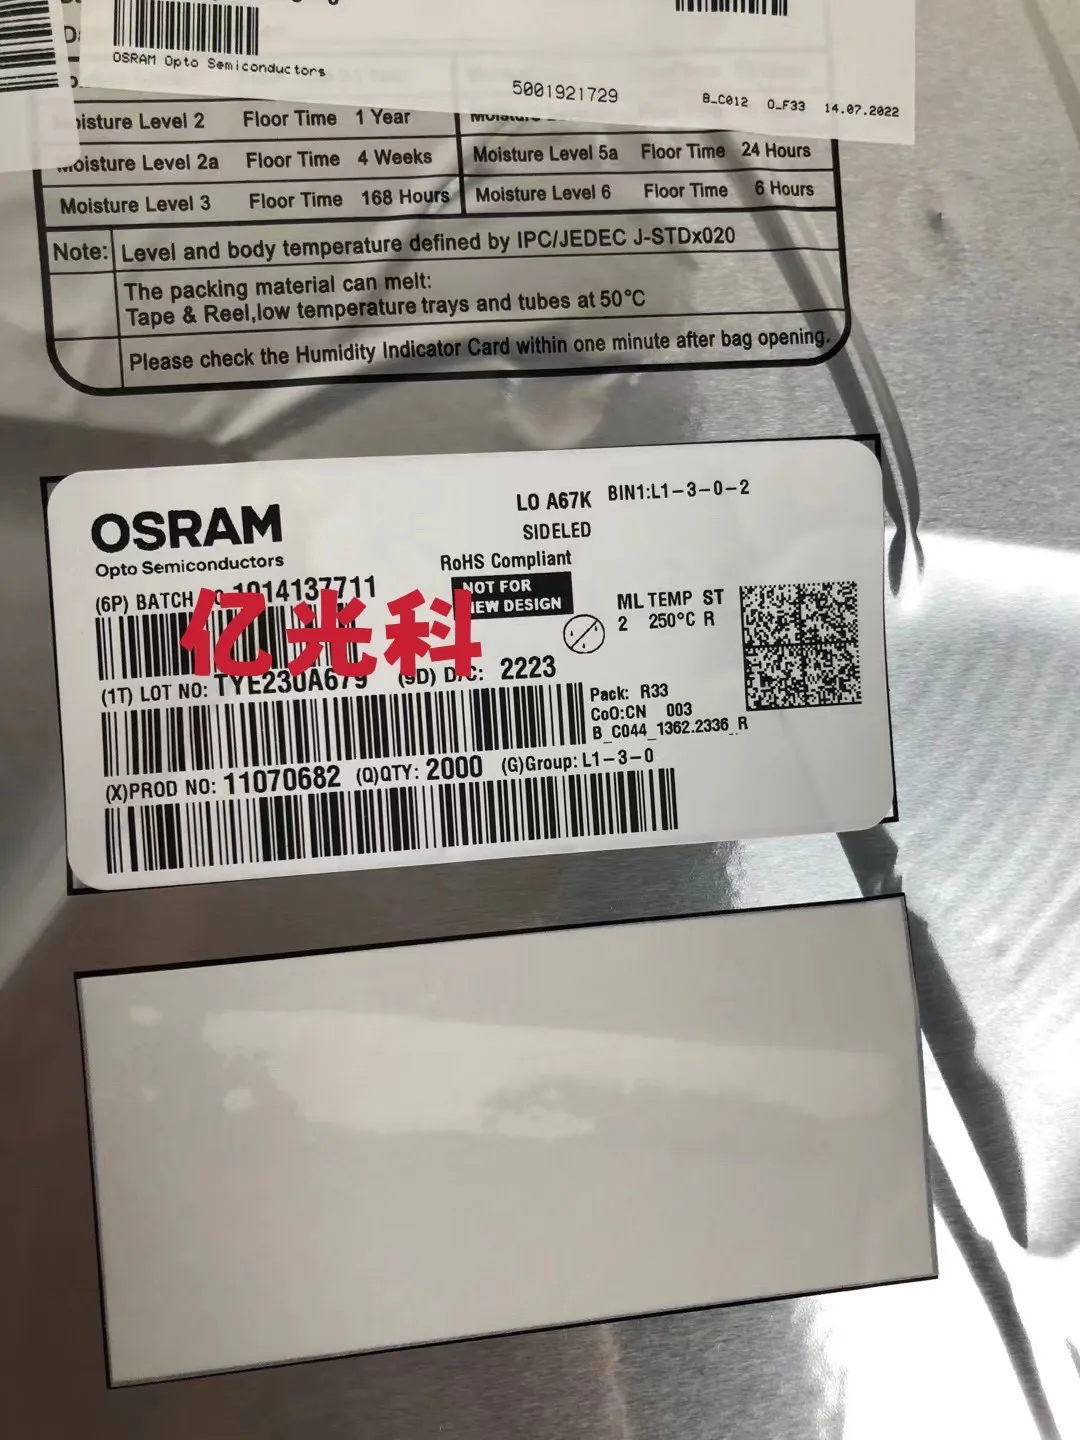 OSRAM Opto Semiconductors
5001921729
B_C012 O_F33 14.07.2022
Moisture Level 2 Floor Time 1 Year
Moisture Level 2a Floor Time 4 Weeks
Moisture Level 5a Floor Time 24 Hours
Moisture Level 3 Floor Time 168 Hours
Moisture Level 6 Floor Time 6 Hours
Note: Level and body temperature defined by IPC/JEDEC J-STDx020
The packing material can melt:
Tape & Reel,low temperature trays and tubes at 50°C
Please check the Humidity Indicator Card within one minute after bag opening.
LO A67K BIN1:L1-3-0-2
OSRAM
SIDELED
Opto Semiconductors
RoHS Compliant
(6P) BATCH 1014137711
NOT FOR
NEW DESIGN
ML TEMP ST
2 250°C R
亿光科
(1T) LOT NO: TYE230A679 (9D) D/C: 2223
Pack: R33
CoO:CN 003
B_C044_1362.2336_R
(X)PROD NO: 11070682 (Q)QTY: 2000 (G)Group: L1-3-0